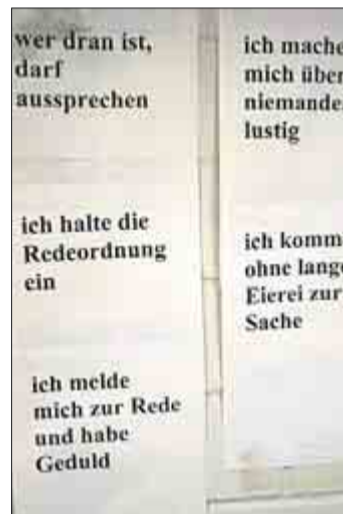 wer dran ist,
darf
aussprechen
ich halte die
Redeordnung
ein
ich melde
mich zur Rede
und habe
Geduld
ich mache
mich über
niemande
lustig
ich komm
ohne lange
Eierei zur
Sache